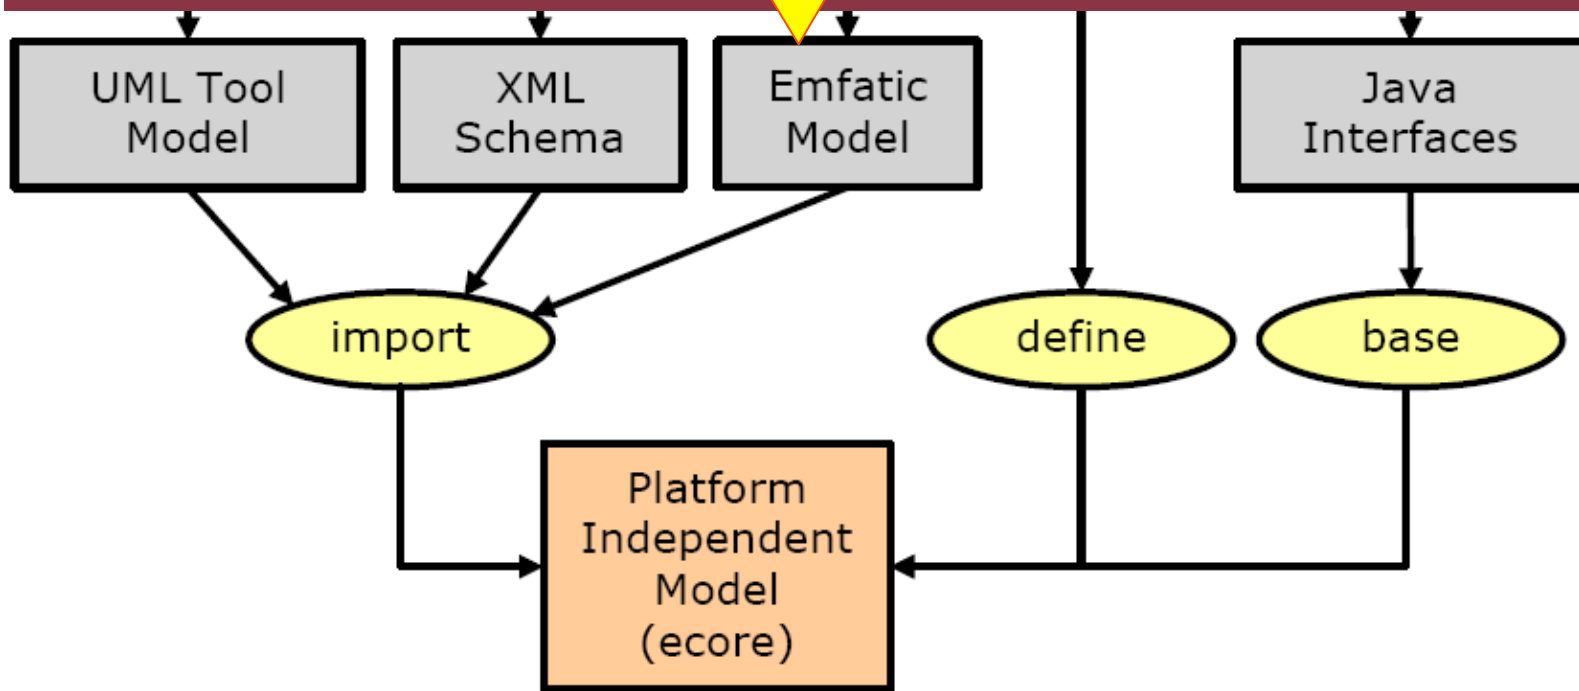 UML Tool
Model
XML
Schema
Emfatic
Model
Java
Interfaces
import
define
base
Platform
Independent
Model
(ecore)